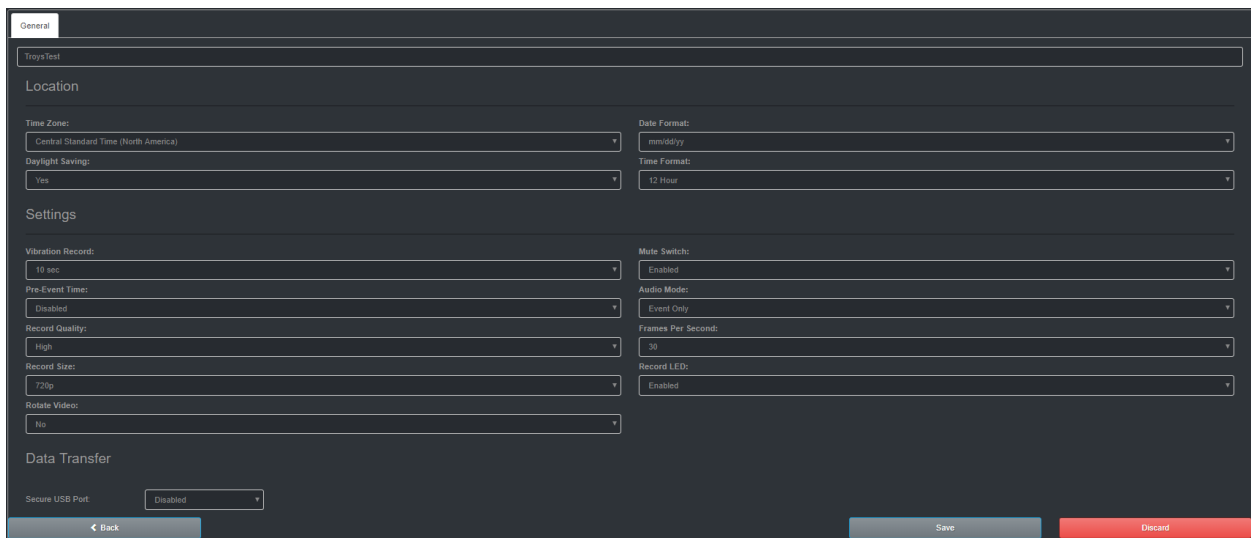 General
TroysTest
Location
Time Zone: Date Format:
Central Standard Time (North America) mm/dd/yy
Daylight Saving: Time Format:
Yes 12 Hour
Settings
Vibration Record: Mute Switch:
10 sec Enabled
Pre-Event Time: Audio Mode:
Disabled Event Only
Record Quality: Frames Per Second:
High 30
Record Size: Record LED:
720p Enabled
Rotate Video:
No
Data Transfer
Secure USB Port: Disabled
Back Save Discard